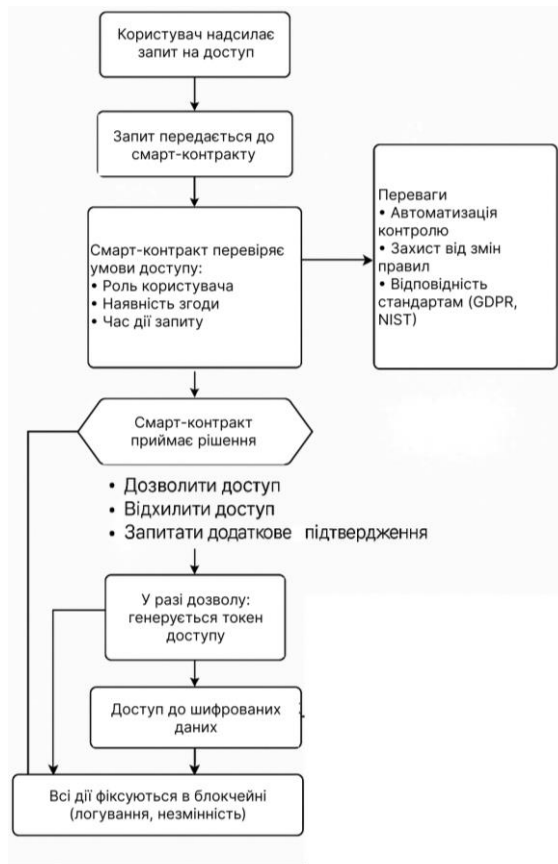 Користувач надсилає
запит на доступ
Запит передається до
смарт-контракту
Смарт-контракт перевіряє
умови доступу:
• Роль користувача
• Наявність згоди
• Час дії запиту
Переваги
• Автоматизація
контролю
• Захист від змін
правил
• Відповідність
стандартам (GDPR,
NIST)
Смарт-контракт
приймає рішення
• Дозволити доступ
• Відхилити доступ
• Запитати додаткове підтвердження
У разі дозволу:
генерується токен
доступу
Доступ до шифрованих
даних
Всі дії фіксуються в блокчейні
(логування, незмінність)